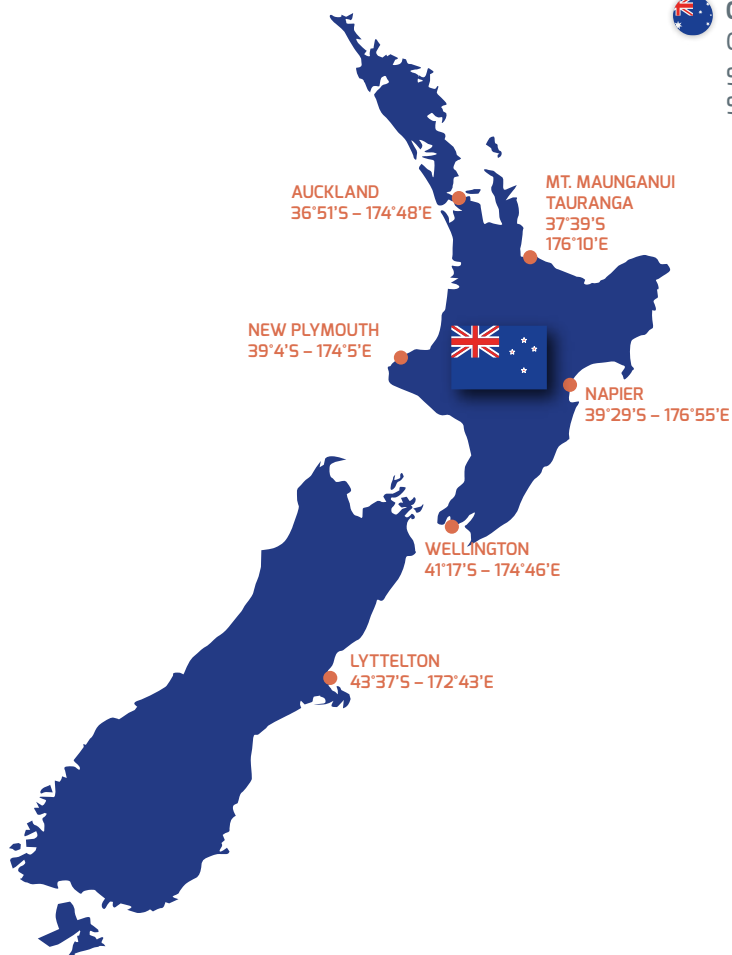 AUCKLAND
36°51'S – 174°48'E
MT. MAUNGANUI
TAURANGA
37°39'S
176°10'E
NEW PLYMOUTH
39°4'S – 174°5'E
NAPIER
39°29'S – 176°55'E
WELLINGTON
41°17'S – 174°46'E
LYTTELTON
43°37'S – 172°43'E